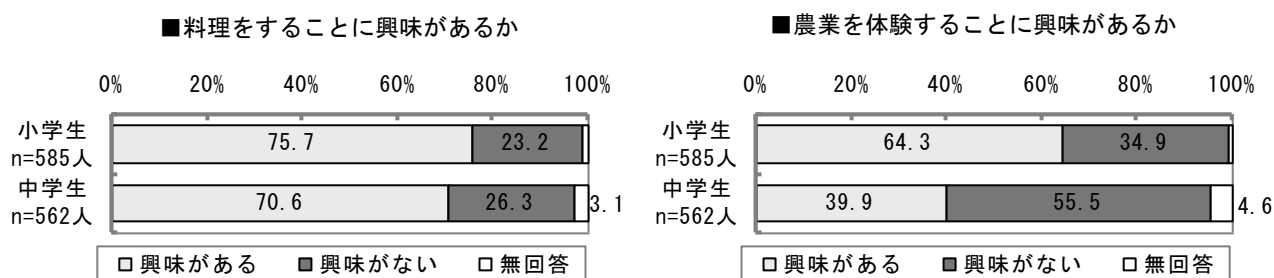 ■料理をすることに興味があるか
0% 20% 40% 60% 80% 100%
小学生
n=585人
75.7 23.2
中学生
n=562人
70.6 26.3 3.1
興味がある 興味がない 無回答
■農業を体験することに興味があるか
0% 20% 40% 60% 80% 100%
小学生
n=585人
64.3 34.9
中学生
n=562人
39.9 55.5 4.6
興味がある 興味がない 無回答